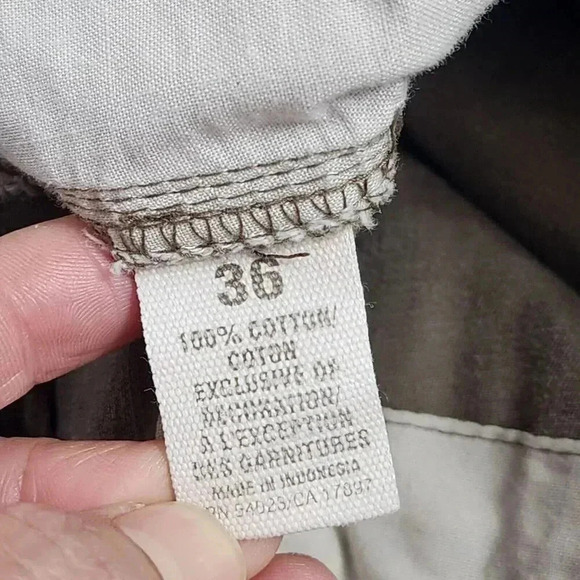 36
100% COTTON/
COTON
EXCLUSIVE OF
DECORATION/
À L'EXCEPTION
DES GARNITURES
MADE IN INDONESIA
RN 54023/CA 17897